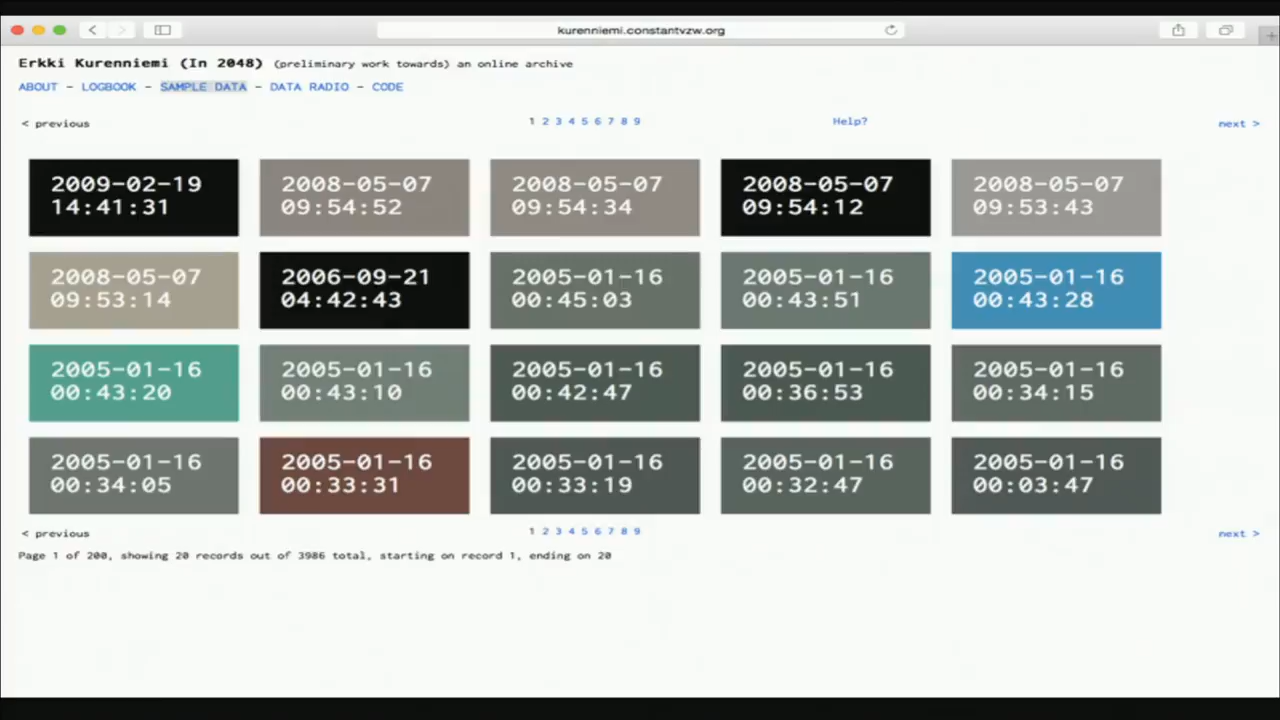 kurenniemi.constantvzw.org
Erkki Kurenniemi (In 2048) (preliminary work towards) an online archive
ABOUT - LOGBOOK - SAMPLE DATA - DATA RADIO - CODE
< previous 1 2 3 4 5 6 7 8 9 Help? next >
2009-02-19 2008-05-07 2008-05-07 2008-05-07 2008-05-07
14:41:31 09:54:52 09:54:34 09:54:12 09:53:43
2008-05-07 2006-09-21 2005-01-16 2005-01-16 2005-01-16
09:53:14 04:42:43 00:45:03 00:43:51 00:43:28
2005-01-16 2005-01-16 2005-01-16 2005-01-16 2005-01-16
00:43:20 00:43:10 00:42:47 00:36:53 00:34:15
2005-01-16 2005-01-16 2005-01-16 2005-01-16 2005-01-16
00:34:05 00:33:31 00:33:19 00:32:47 00:03:47
< previous 1 2 3 4 5 6 7 8 9 next >
Page 1 of 200, showing 20 records out of 3986 total, starting on record 1, ending on 20